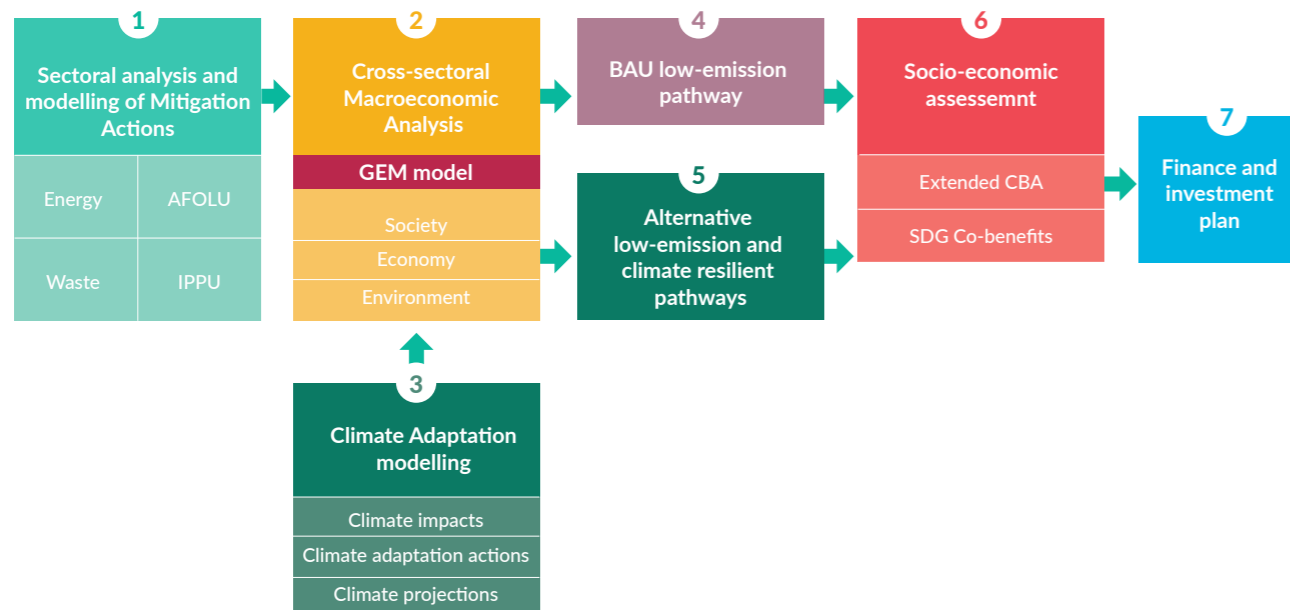 1
Sectoral analysis and
modelling of Mitigation
Actions
Energy
AFOLU
Waste
IPPU
2
Cross-sectoral
Macroeconomic
Analysis
GEM model
Society
Economy
Environment
3
Climate Adaptation
modelling
Climate impacts
Climate adaptation actions
Climate projections
4
BAU low-emission
pathway
5
Alternative
low-emission and
climate resilient
pathways
6
Socio-economic
assessemnt
Extended CBA
SDG Co-benefits
7
Finance and
investment
plan